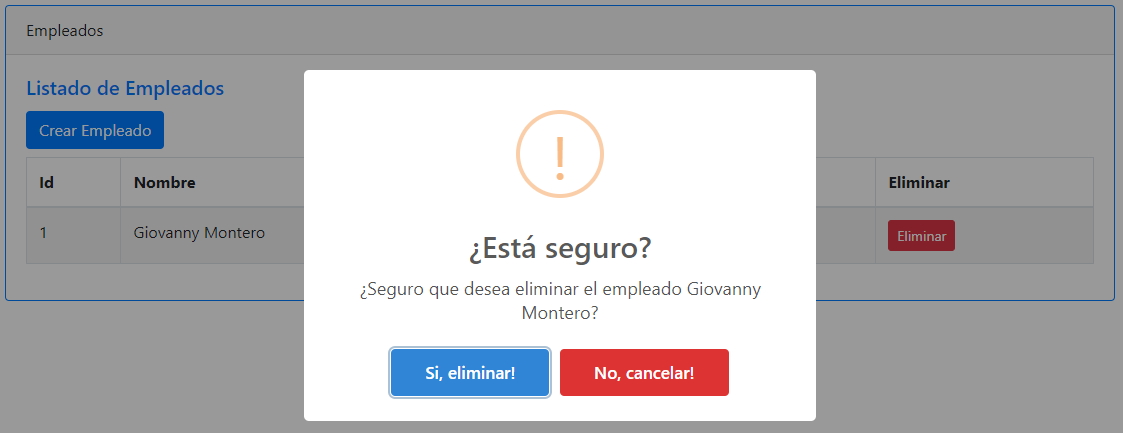 Empleados
Listado de Empleados
Crear Empleado
Id Nombre Eliminar
1 Giovanny Montero Eliminar
!
¿Está seguro?
¿Seguro que desea eliminar el empleado Giovanny
Montero?
Si, eliminar! No, cancelar!